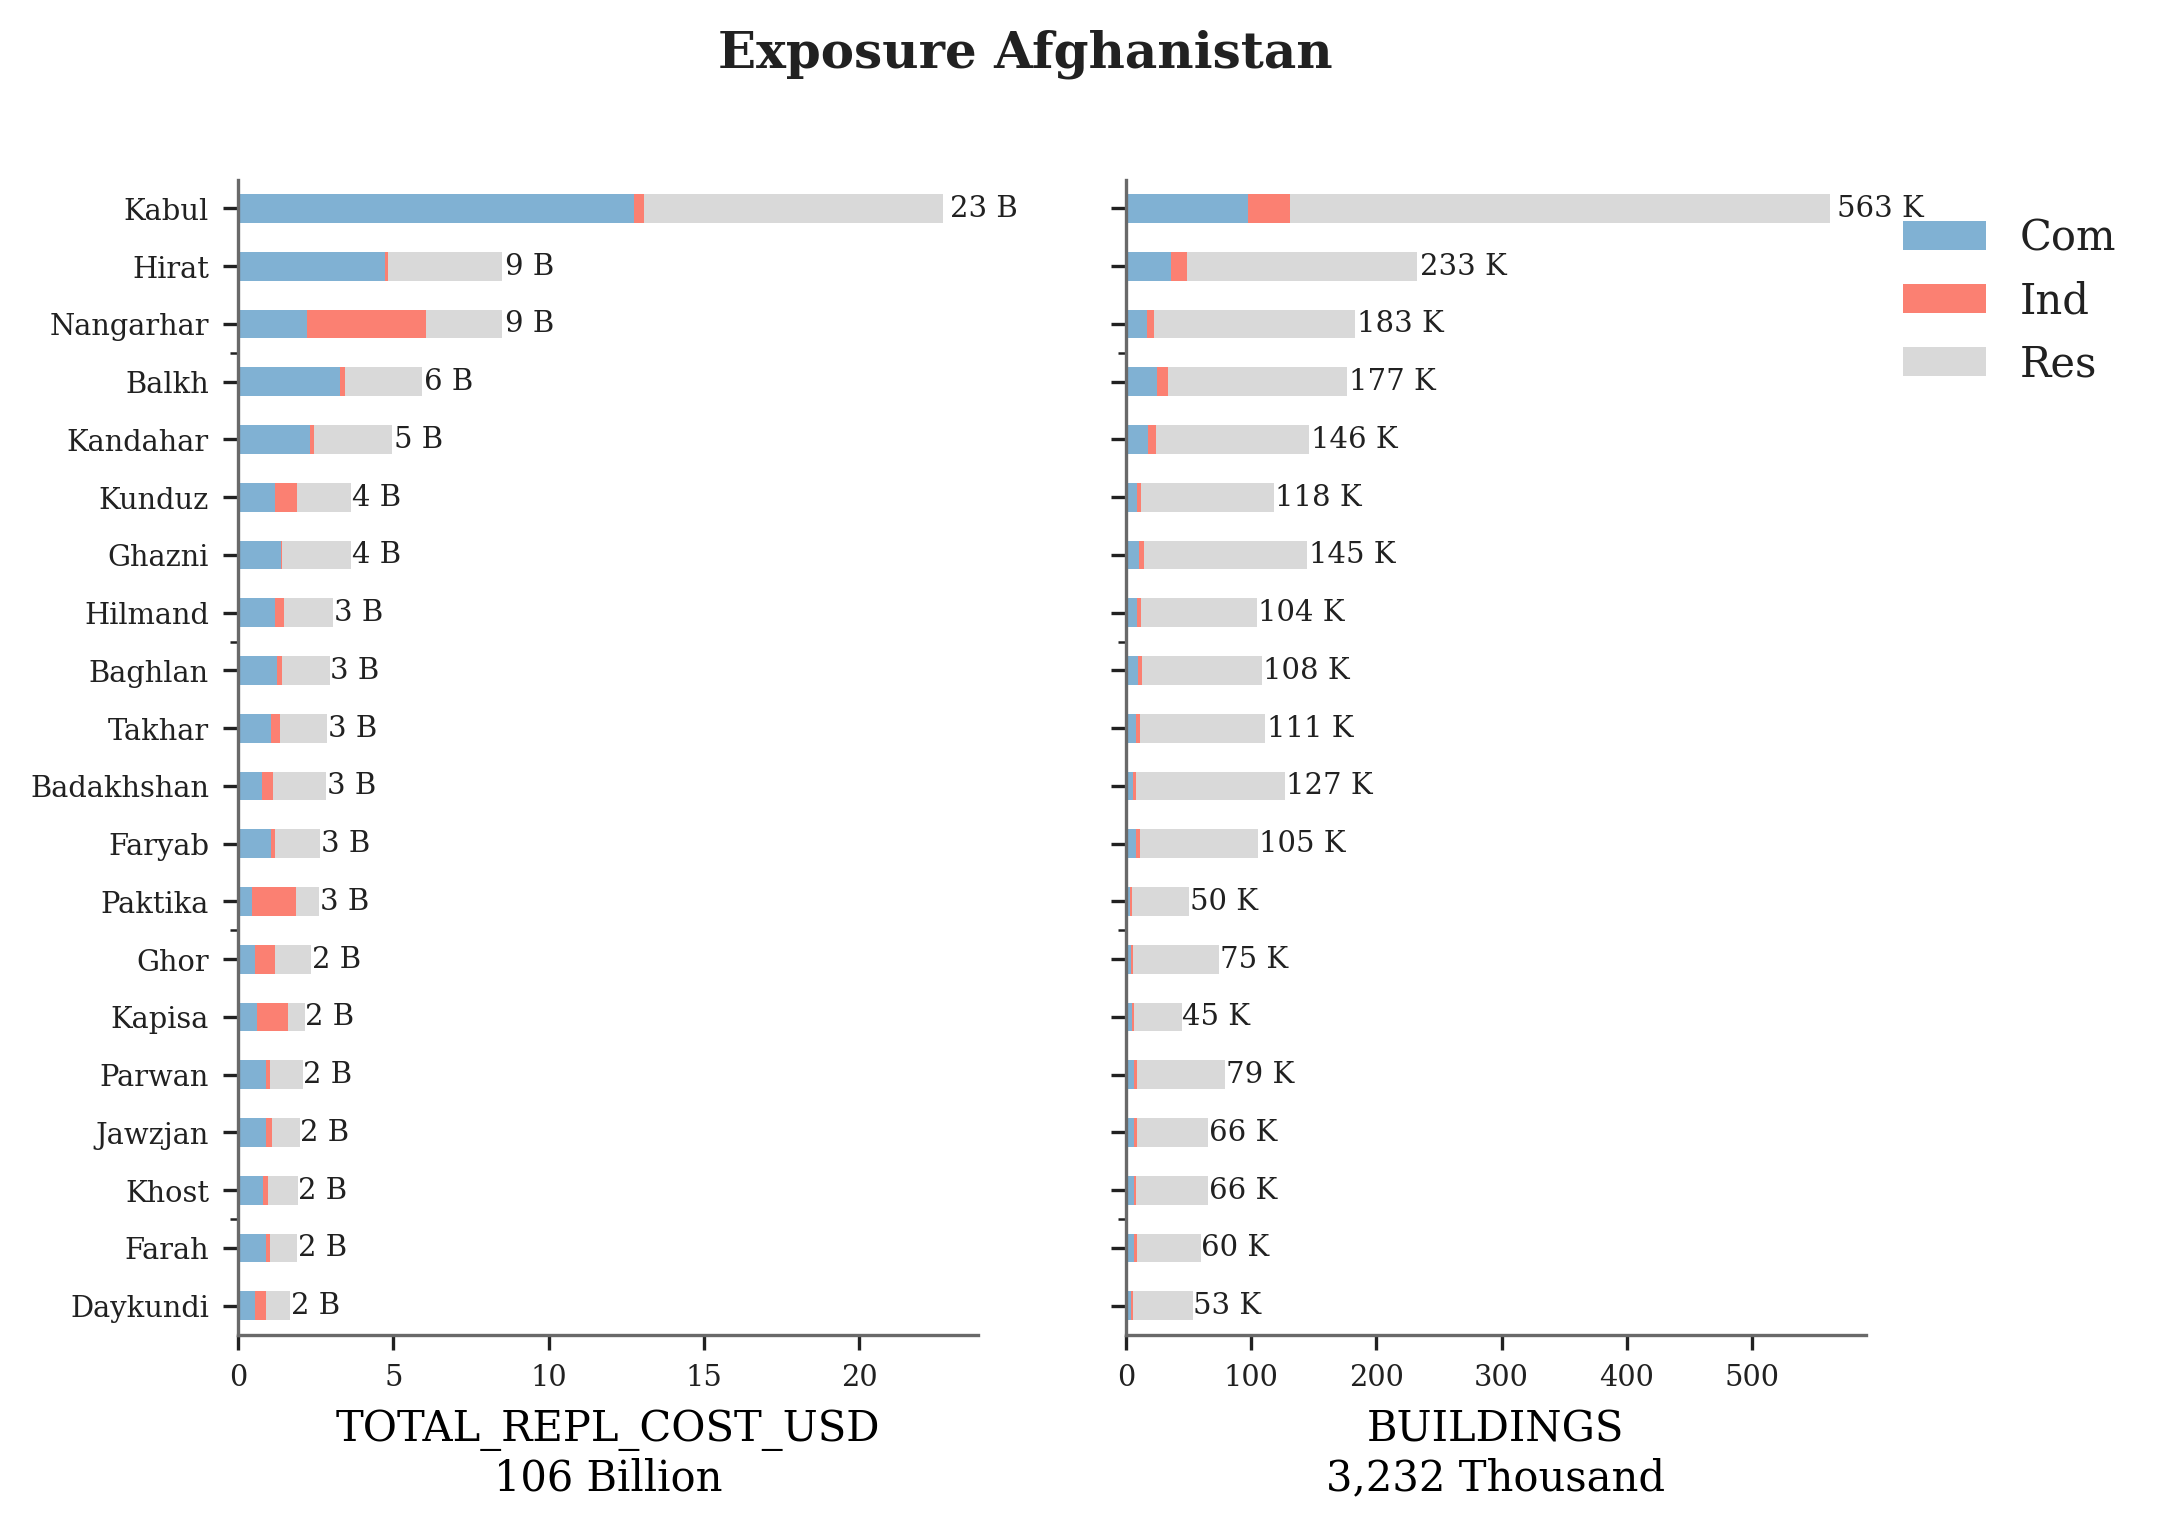 Exposure Afghanistan
Kabul 23 B 563 K
Hirat 9 B 233 K
Nangarhar 9 B 183 K
Balkh 6 B 177 K
Kandahar 5 B 146 K
Kunduz 4 B 118 K
Ghazni 4 B 145 K
Hilmand 3 B 104 K
Baghlan 3 B 108 K
Takhar 3 B 111 K
Badakhshan 3 B 127 K
Faryab 3 B 105 K
Paktika 3 B 50 K
Ghor 2 B 75 K
Kapisa 2 B 45 K
Parwan 2 B 79 K
Jawzjan 2 B 66 K
Khost 2 B 66 K
Farah 2 B 60 K
Daykundi 2 B 53 K
Com
Ind
Res
0 5 10 15 20
TOTAL_REPL_COST_USD
106 Billion
0 100 200 300 400 500
BUILDINGS
3,232 Thousand